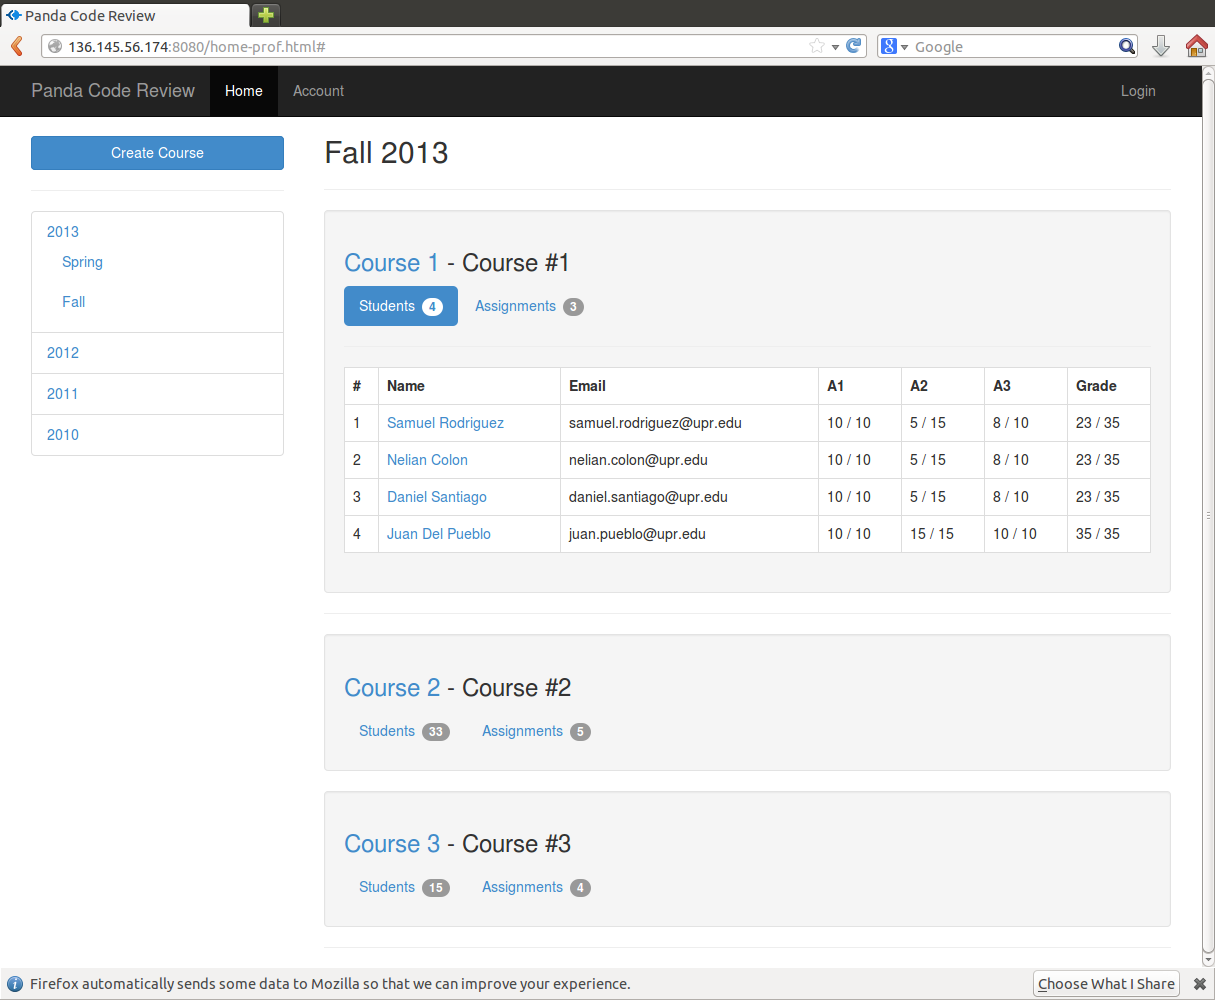 Panda Code Review
136.145.56.174:8080/home-prof.html#
Google
Panda Code Review Home Account Login
Create Course
2013
Spring
Fall
2012
2011
2010
Fall 2013
Course 1 - Course #1
Students 4 Assignments 3
# Name Email A1 A2 A3 Grade
1 Samuel Rodriguez samuel.rodriguez@upr.edu 10 / 10 5 / 15 8 / 10 23 / 35
2 Nelian Colon nelian.colon@upr.edu 10 / 10 5 / 15 8 / 10 23 / 35
3 Daniel Santiago daniel.santiago@upr.edu 10 / 10 5 / 15 8 / 10 23 / 35
4 Juan Del Pueblo juan.pueblo@upr.edu 10 / 10 15 / 15 10 / 10 35 / 35
Course 2 - Course #2
Students 33 Assignments 5
Course 3 - Course #3
Students 15 Assignments 4
Firefox automatically sends some data to Mozilla so that we can improve your experience. Choose What I Share